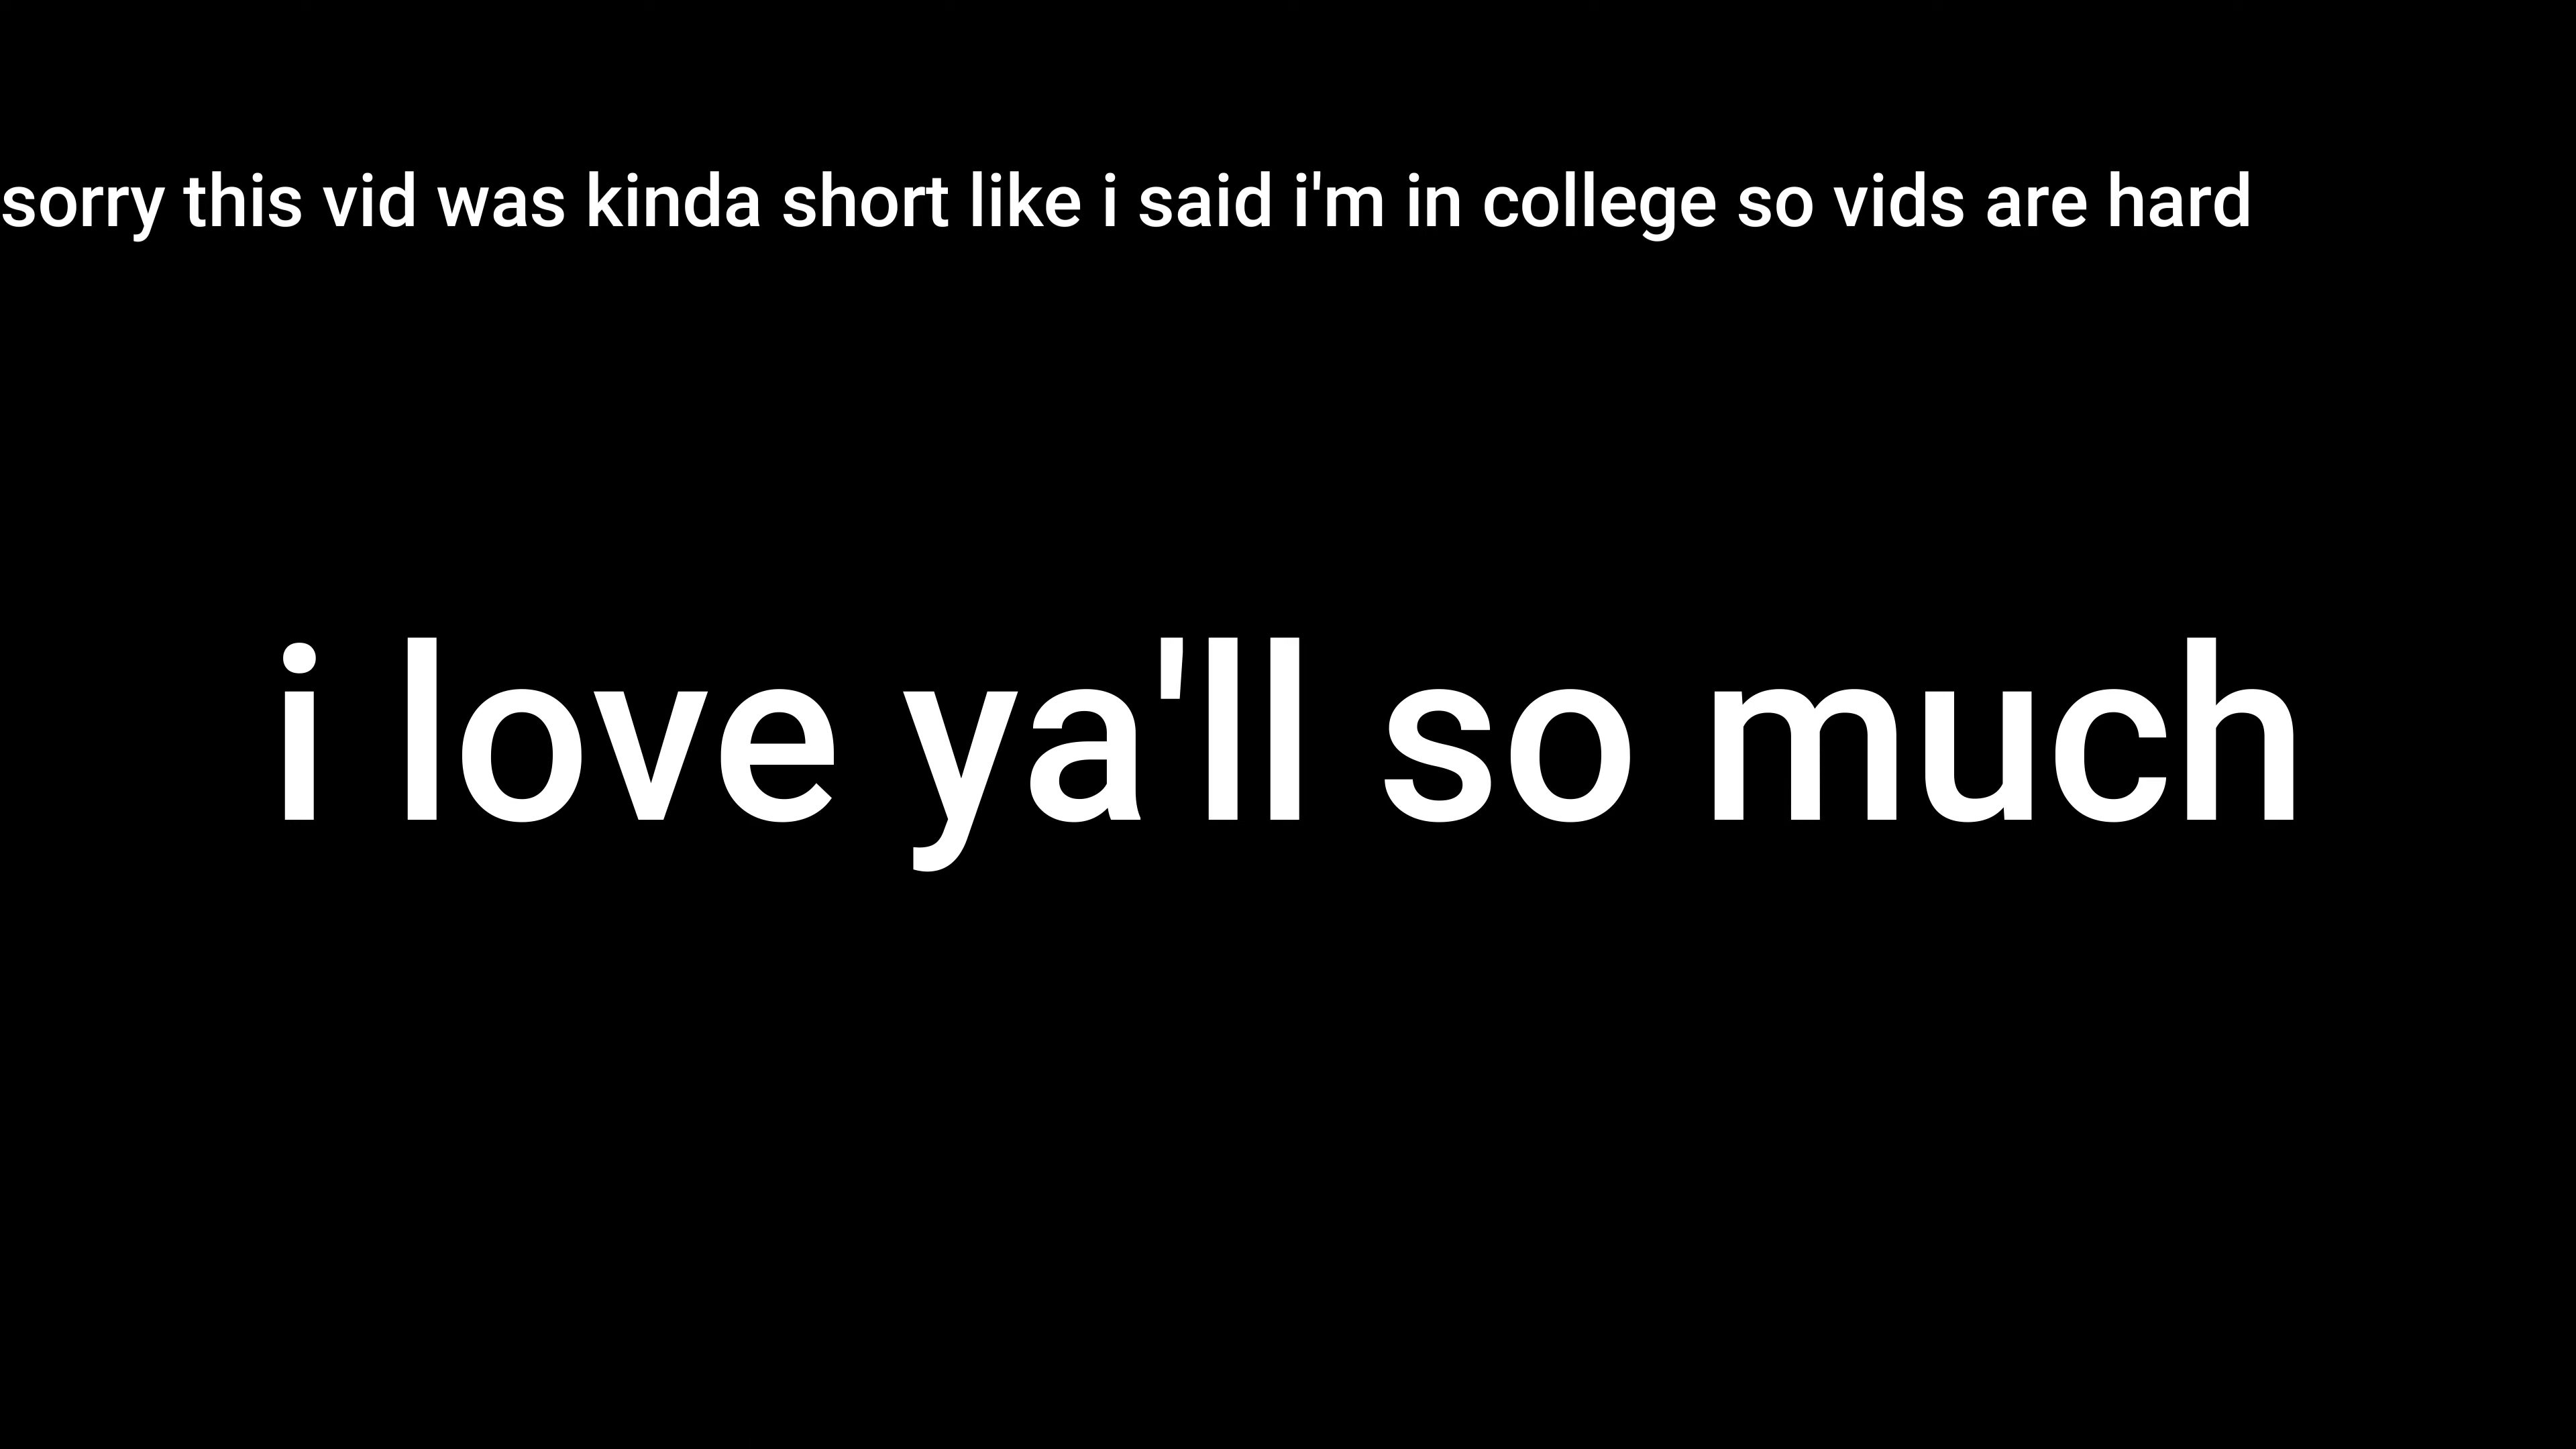 sorry this vid was kinda short like i said i'm in college so vids are hard
i love ya'll so much